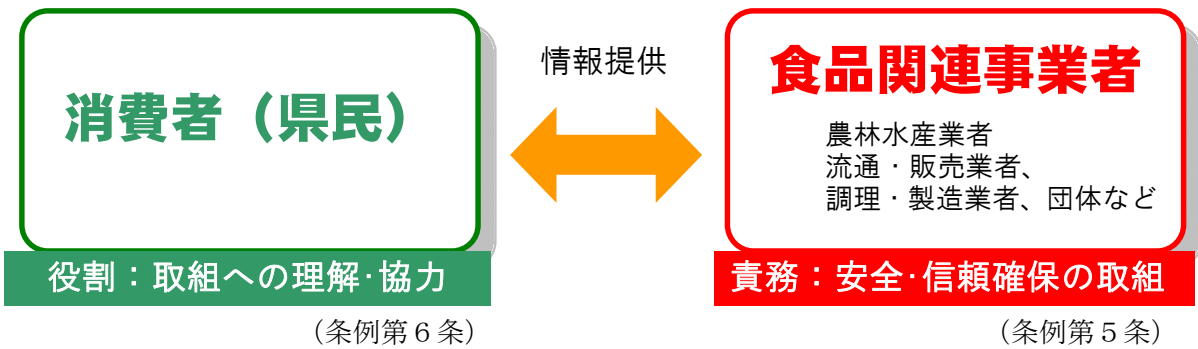 消費者（県民）
役割：取組への理解･協力
（条例第６条）
情報提供
食品関連事業者
農林水産業者
流通・販売業者、
調理・製造業者、団体など
責務：安全･信頼確保の取組
（条例第５条）